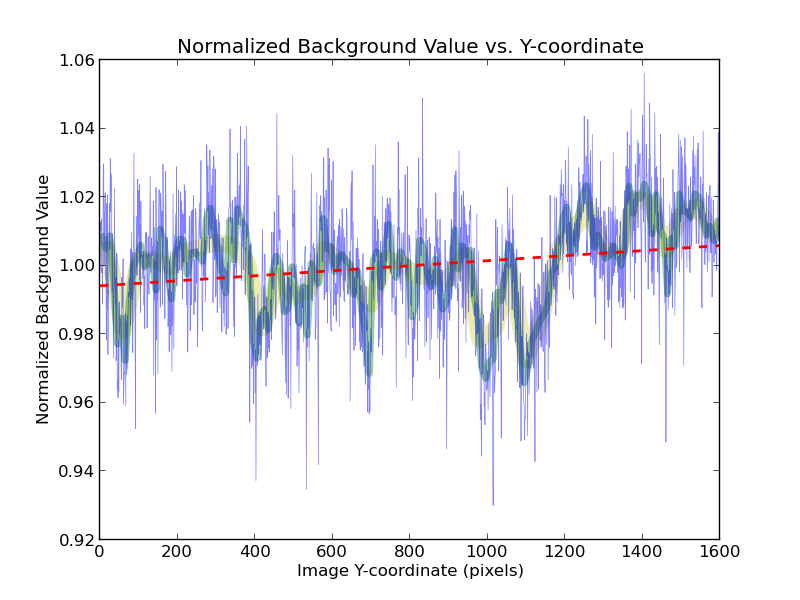 Normalized Background Value vs. Y-coordinate
1.06
1.04
1.02
1.00
0.98
0.96
0.94
0.92
Normalized Background Value
0 200 400 600 800 1000 1200 1400 1600
Image Y-coordinate (pixels)